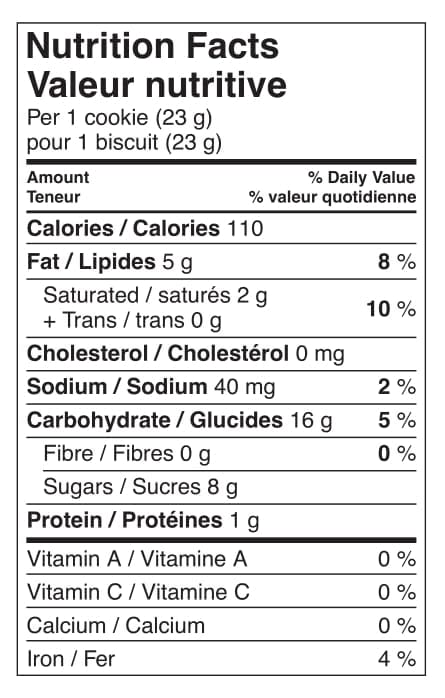 Nutrition Facts
Valeur nutritive
Per 1 cookie (23 g)
pour 1 biscuit (23 g)
Amount % Daily Value
Teneur % valeur quotidienne
Calories / Calories 110
Fat / Lipides 5 g 8 %
Saturated / saturés 2 g
+ Trans / trans 0 g 10 %
Cholesterol / Cholestérol 0 mg
Sodium / Sodium 40 mg 2 %
Carbohydrate / Glucides 16 g 5 %
Fibre / Fibres 0 g 0 %
Sugars / Sucres 8 g
Protein / Protéines 1 g
Vitamin A / Vitamine A 0 %
Vitamin C / Vitamine C 0 %
Calcium / Calcium 0 %
Iron / Fer 4 %